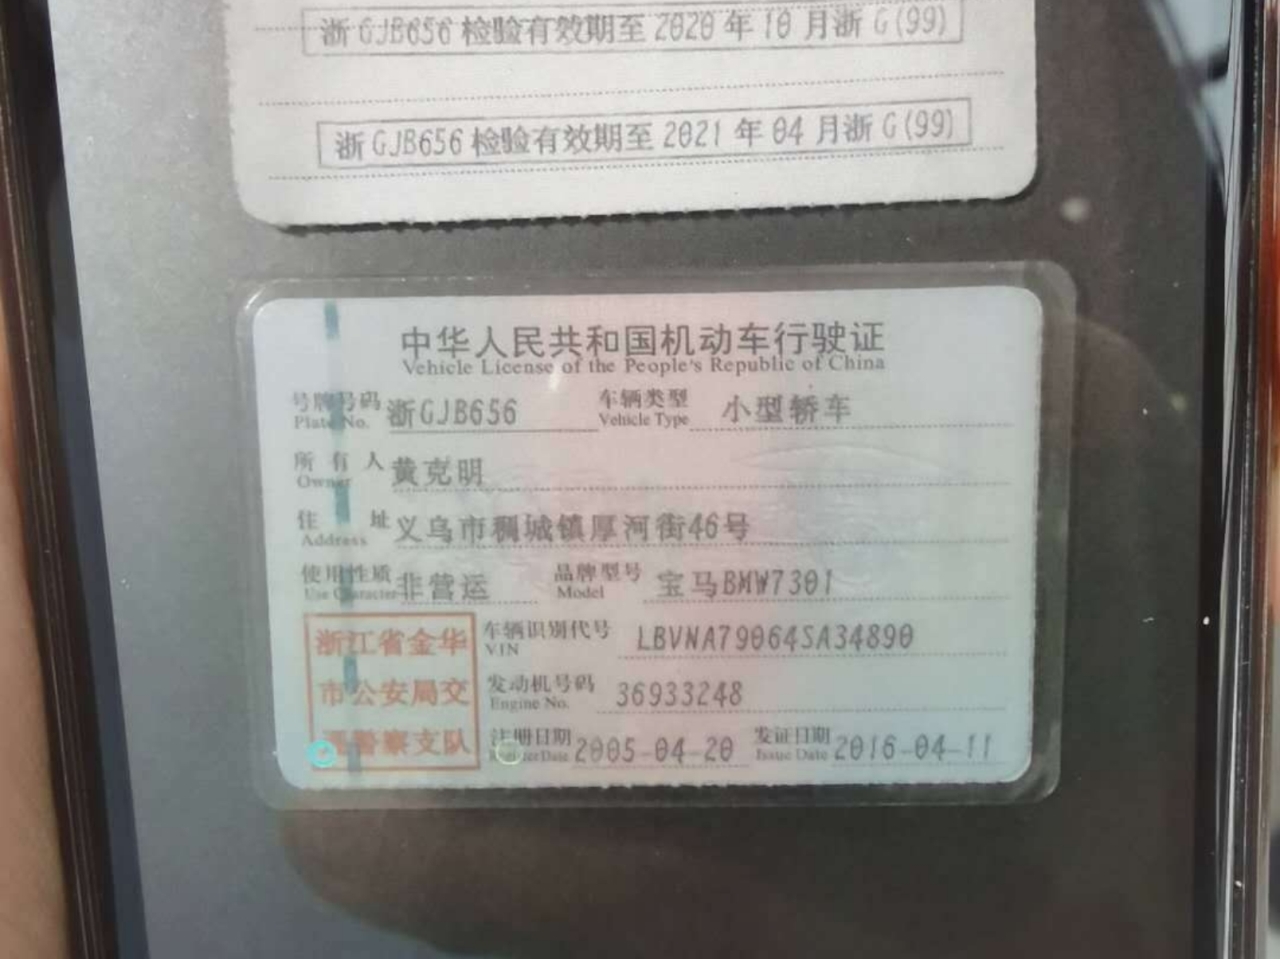 浙GJB656检验有效期至2020年10月浙G(99)
浙GJB656检验有效期至2021年04月浙G(99)
中华人民共和国机动车行驶证
Vehicle License of the People's Republic of China
号牌号码 浙GJB656 车辆类型 小型轿车
Plate No. Vehicle Type
所有人 黄克明
Owner
住址 义乌市稠城镇厚河街46号
Address
使用性质 非营运 品牌型号 宝马BMW7301
Use Character Model
浙江省金华
市公安局交
警察支队
车辆识别代号 LBVNA79064SA34890
VIN
发动机号码 36933248
Engine No.
注册日期 2005-04-20 发证日期 2016-04-11
Register Date Issue Date